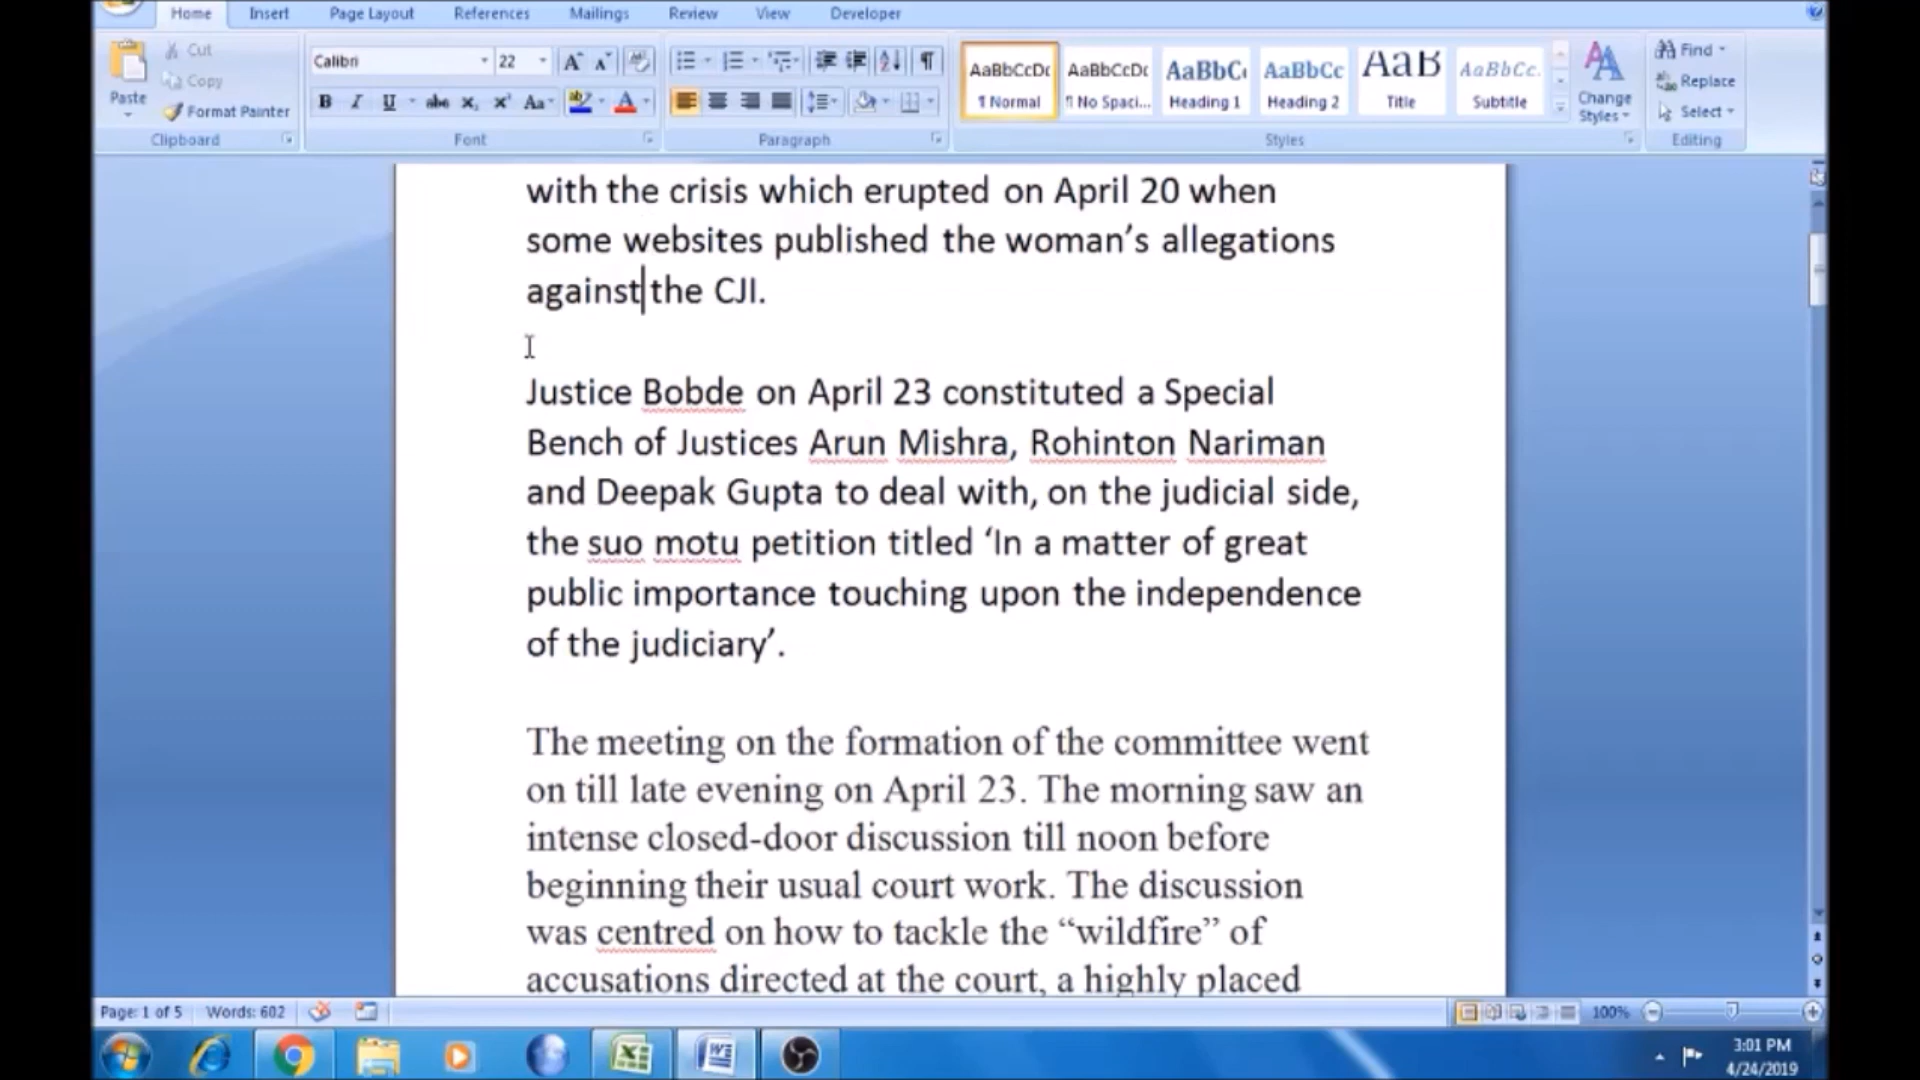 Home Insert Page Layout References Mailings Review View Developer
Cut
Copy
Paste
Format Painter
Clipboard
Calibri 22
Font
Paragraph
AaBbCcDc AaBbCcDc AaBbC AaBbCc AaB AaBbCc.
¶ Normal ¶ No Spaci... Heading 1 Heading 2 Title Subtitle
Change
Styles
Styles
Find
Replace
Select
Editing
with the crisis which erupted on April 20 when
some websites published the woman’s allegations
against the CJI.
Justice Bobde on April 23 constituted a Special
Bench of Justices Arun Mishra, Rohinton Nariman
and Deepak Gupta to deal with, on the judicial side,
the suo motu petition titled ‘In a matter of great
public importance touching upon the independence
of the judiciary’.
The meeting on the formation of the committee went
on till late evening on April 23. The morning saw an
intense closed-door discussion till noon before
beginning their usual court work. The discussion
was centred on how to tackle the “wildfire” of
accusations directed at the court, a highly placed
Page: 1 of 5 Words: 602 100%
3:01 PM
4/24/2019